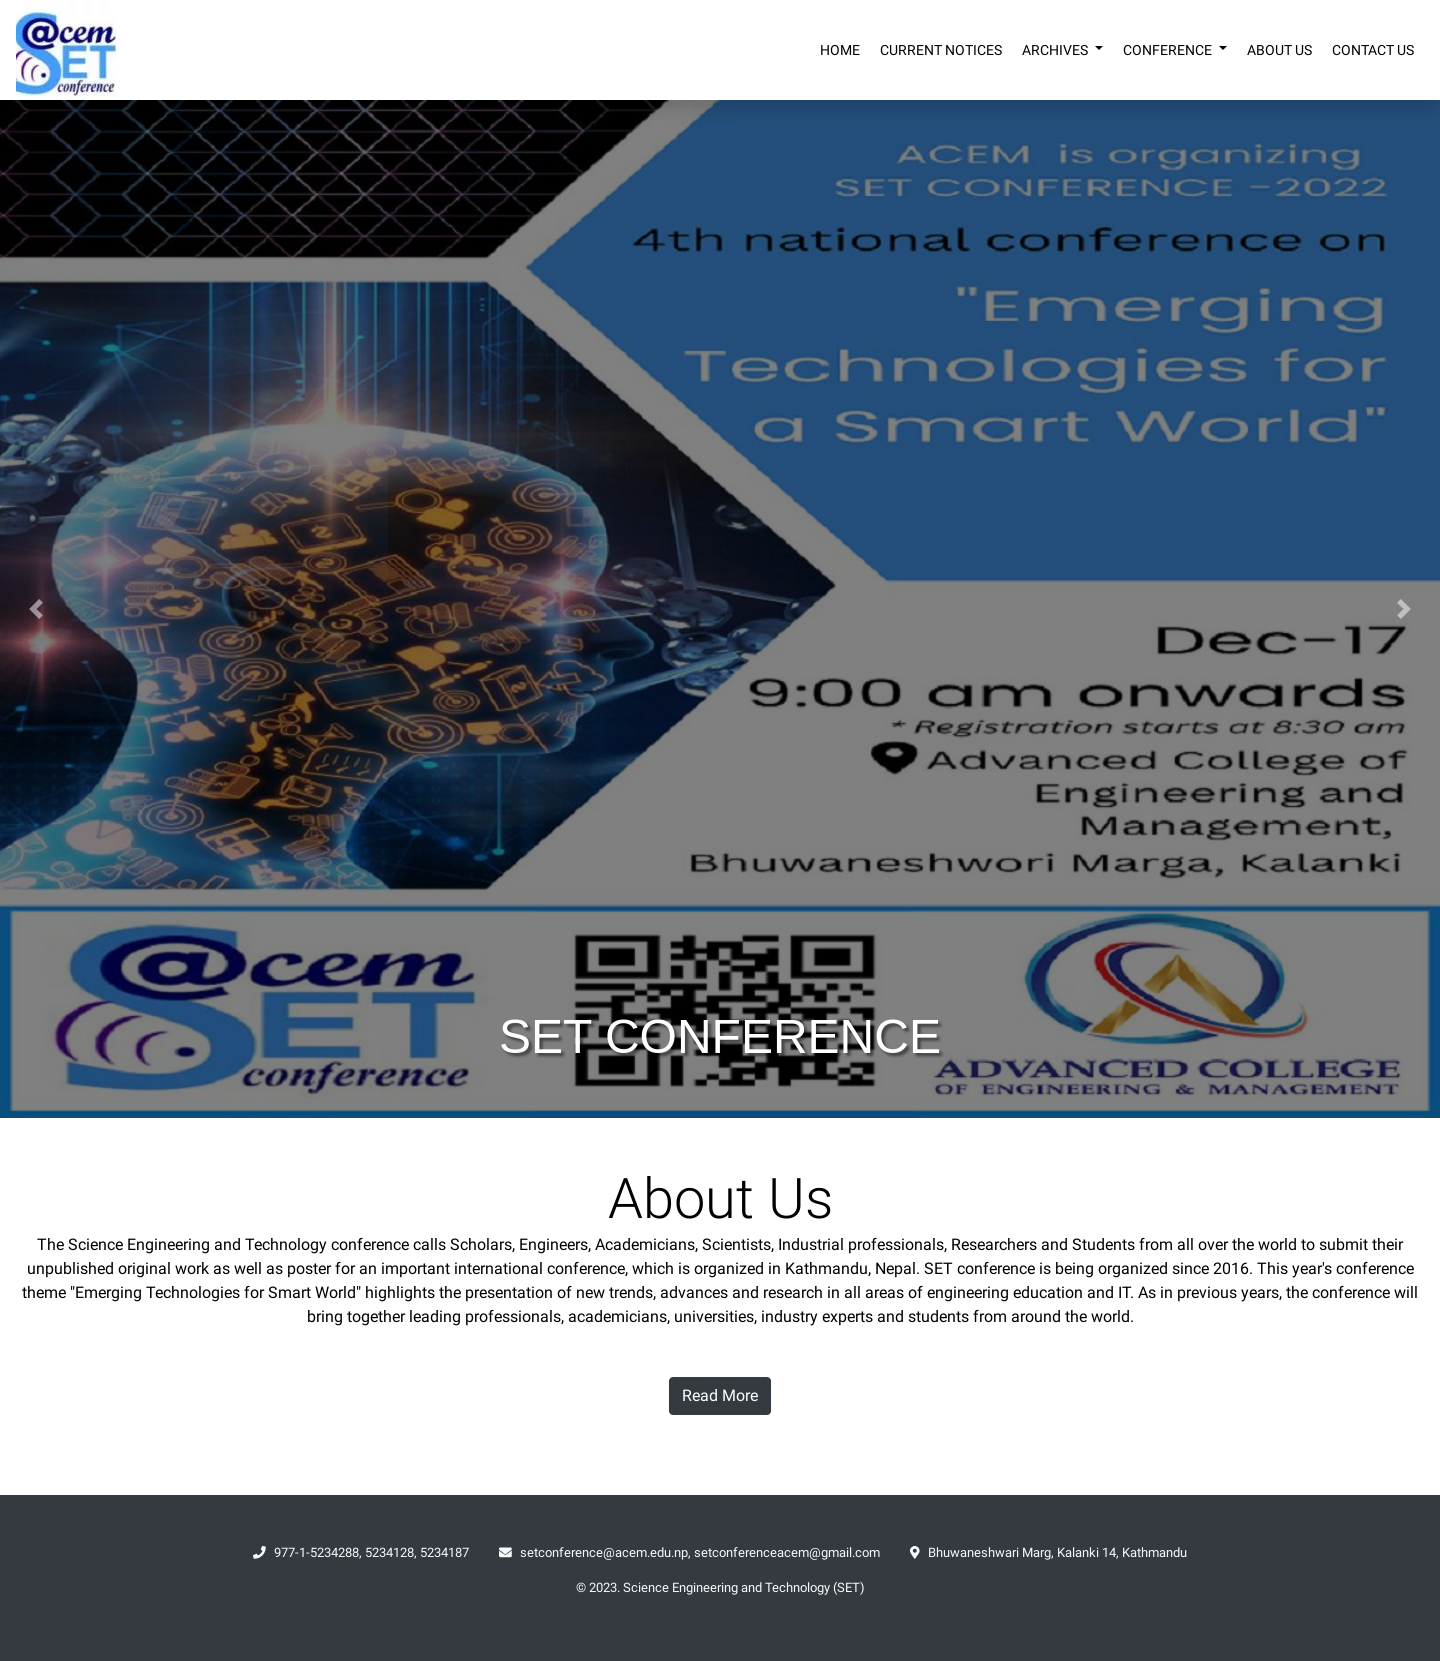 @cem
SET
conference
HOME
CURRENT NOTICES
ARCHIVES
CONFERENCE
ABOUT US
CONTACT US
ACEM is organizing
SET CONFERENCE -2022
4th national conference on
"Emerging
Technologies for
a Smart World"
Dec-17
9:00 am onwards
* Registration starts at 8:30 am
Advanced College of
Engineering and
Management,
Bhuwaneshwori Marga, Kalanki
@cem
SET
conference
SET CONFERENCE
ADVANCED COLLEGE
OF ENGINEERING & MANAGEMENT
About Us
The Science Engineering and Technology conference calls Scholars, Engineers, Academicians, Scientists, Industrial professionals, Researchers and Students from all over the world to submit their
unpublished original work as well as poster for an important international conference, which is organized in Kathmandu, Nepal. SET conference is being organized since 2016. This year's conference
theme "Emerging Technologies for Smart World" highlights the presentation of new trends, advances and research in all areas of engineering education and IT. As in previous years, the conference will
bring together leading professionals, academicians, universities, industry experts and students from around the world.
Read More
977-1-5234288, 5234128, 5234187
setconference@acem.edu.np, setconferenceacem@gmail.com
Bhuwaneshwari Marg, Kalanki 14, Kathmandu
© 2023. Science Engineering and Technology (SET)